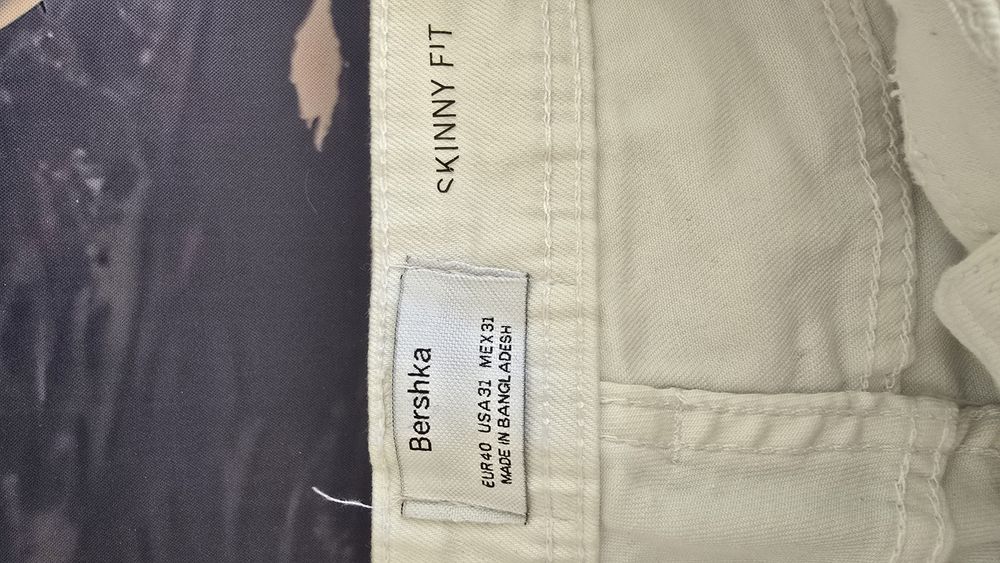 SKINNY FIT
Bershka
EUR40 USA31 MEX31
MADE IN BANGLADESH